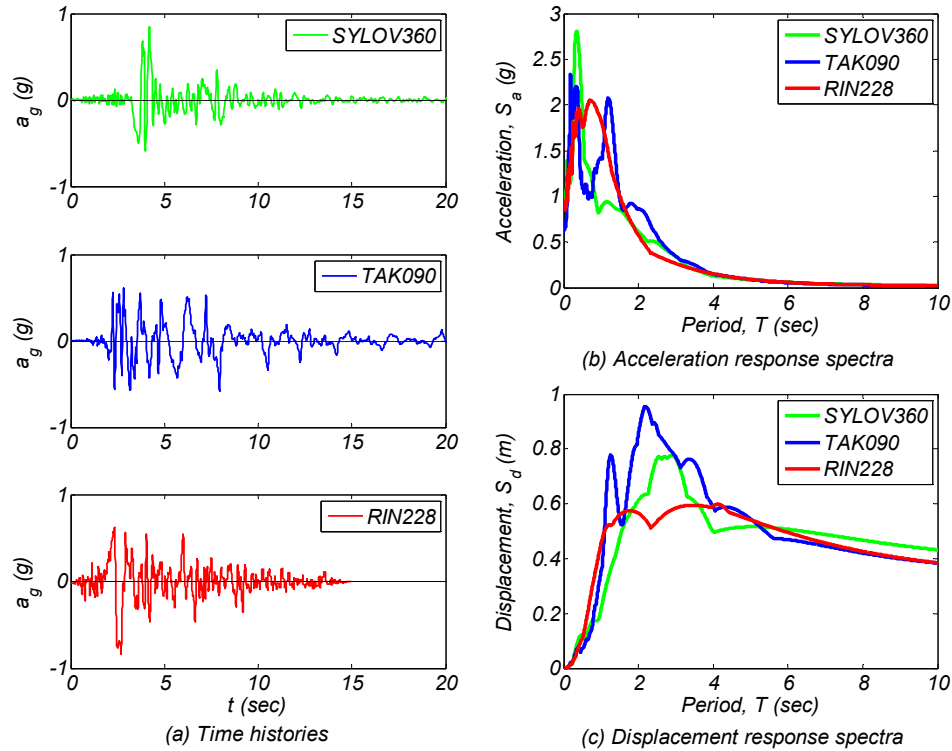 1
SYLOV360
a_g (g)
0
-1
0 5 10 15 20
1
TAK090
a_g (g)
0
-1
0 5 10 15 20
1
RIN228
a_g (g)
0
-1
0 5 10 15 20
t (sec)
(a) Time histories
3
2.5
2
1.5
1
0.5
0
Acceleration, S_a (g)
SYLOV360
TAK090
RIN228
0 2 4 6 8 10
Period, T (sec)
(b) Acceleration response spectra
1
0.8
0.6
0.4
0.2
0
Displacement, S_d (m)
SYLOV360
TAK090
RIN228
0 2 4 6 8 10
Period, T (sec)
(c) Displacement response spectra